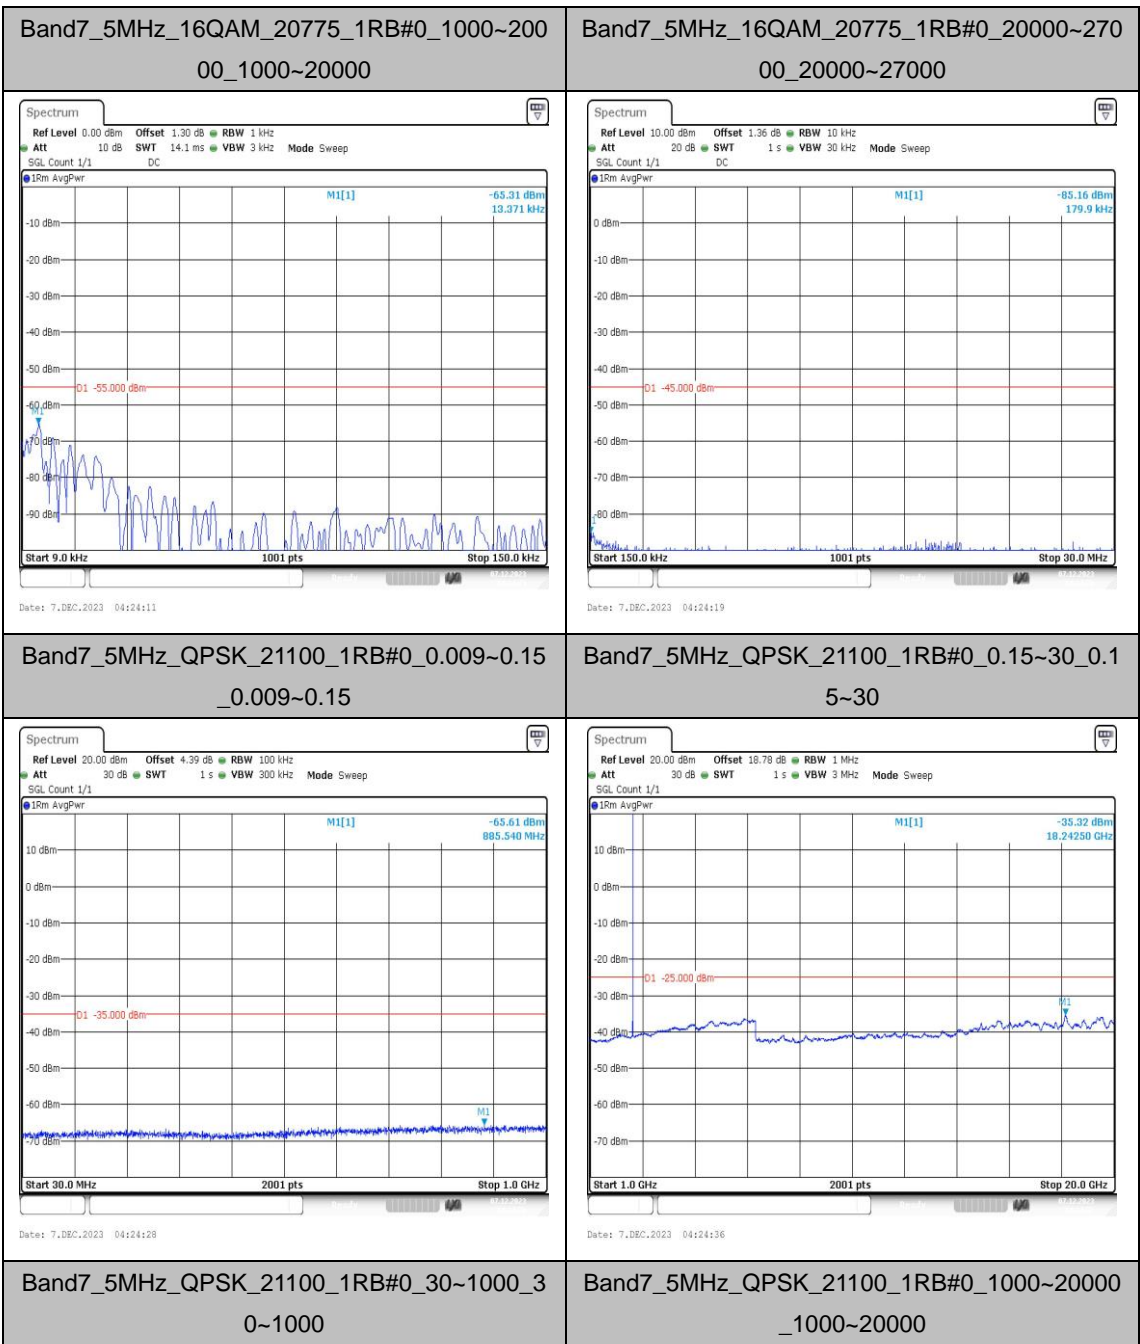 Band7_5MHz_16QAM_20775_1RB#0_1000~200
00_1000~20000
Band7_5MHz_16QAM_20775_1RB#0_20000~270
00_20000~27000
Spectrum
Ref Level 0.00 dBm Offset 1.30 dB RBW 1 kHz
Att 10 dB SWT 14.1 ms VBW 3 kHz Mode Sweep
SGL Count 1/1 DC
1Rm AvgPwr
M1[1] -65.31 dBm
13.371 kHz
-10 dBm
-20 dBm
-30 dBm
-40 dBm
-50 dBm
D1 -55.000 dBm
-60 dBm
M1
-70 dBm
-80 dBm
-90 dBm
Start 9.0 kHz 1001 pts Stop 150.0 kHz
Date: 7.DEC.2023 04:24:11
Spectrum
Ref Level 10.00 dBm Offset 1.36 dB RBW 10 kHz
Att 20 dB SWT 1 s VBW 30 kHz Mode Sweep
SGL Count 1/1 DC
1Rm AvgPwr
M1[1] -85.16 dBm
179.9 kHz
0 dBm
-10 dBm
-20 dBm
-30 dBm
-40 dBm
D1 -45.000 dBm
-50 dBm
-60 dBm
-70 dBm
-80 dBm
Start 150.0 kHz 1001 pts Stop 30.0 MHz
Date: 7.DEC.2023 04:24:19
Band7_5MHz_QPSK_21100_1RB#0_0.009~0.15
_0.009~0.15
Band7_5MHz_QPSK_21100_1RB#0_0.15~30_0.1
5~30
Spectrum
Ref Level 20.00 dBm Offset 4.39 dB RBW 100 kHz
Att 30 dB SWT 1 s VBW 300 kHz Mode Sweep
SGL Count 1/1
1Rm AvgPwr
M1[1] -65.61 dBm
885.540 MHz
10 dBm
0 dBm
-10 dBm
-20 dBm
-30 dBm
D1 -35.000 dBm
-40 dBm
-50 dBm
-60 dBm
M1
-70 dBm
Start 30.0 MHz 2001 pts Stop 1.0 GHz
Date: 7.DEC.2023 04:24:28
Spectrum
Ref Level 20.00 dBm Offset 18.78 dB RBW 1 MHz
Att 30 dB SWT 1 s VBW 3 MHz Mode Sweep
SGL Count 1/1
1Rm AvgPwr
M1[1] -35.32 dBm
18.24250 GHz
10 dBm
0 dBm
-10 dBm
-20 dBm
D1 -25.000 dBm
-30 dBm
M1
-40 dBm
-50 dBm
-60 dBm
-70 dBm
Start 1.0 GHz 2001 pts Stop 20.0 GHz
Date: 7.DEC.2023 04:24:36
Band7_5MHz_QPSK_21100_1RB#0_30~1000_3
0~1000
Band7_5MHz_QPSK_21100_1RB#0_1000~20000
_1000~20000